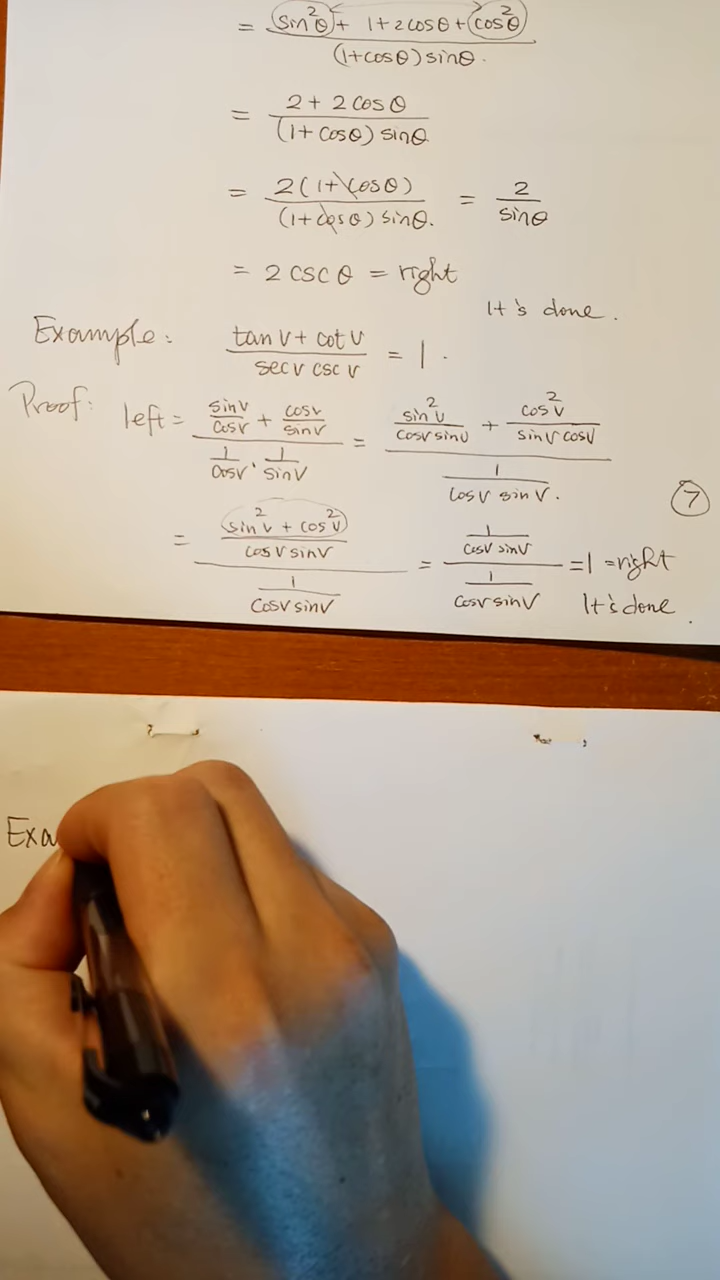 = (sin²θ + 1+2cosθ + cos²θ) / ((1+cosθ) sinθ.)
= (2 + 2cosθ) / ((1+cosθ) sinθ)
= 2(1+cosθ) / ((1+cosθ) sinθ.) = 2 / sinθ
= 2 cscθ = right
It's done.
Example: (tan v + cot v) / (sec v csc v) = 1.
Proof: left = (sin v/cos v + cos v/sin v) / (1/cos v · 1/sin v) = (sin²v/(cos v sin v) + cos²v/(sin v cos v)) / (1/(cos v sin v.))
⑦
= ((sin²v + cos²v)/(cos v sin v)) / (1/(cos v sin v)) = (1/(cos v sin v)) / (1/(cos v sin v)) = 1 = right
It's done.
Exa